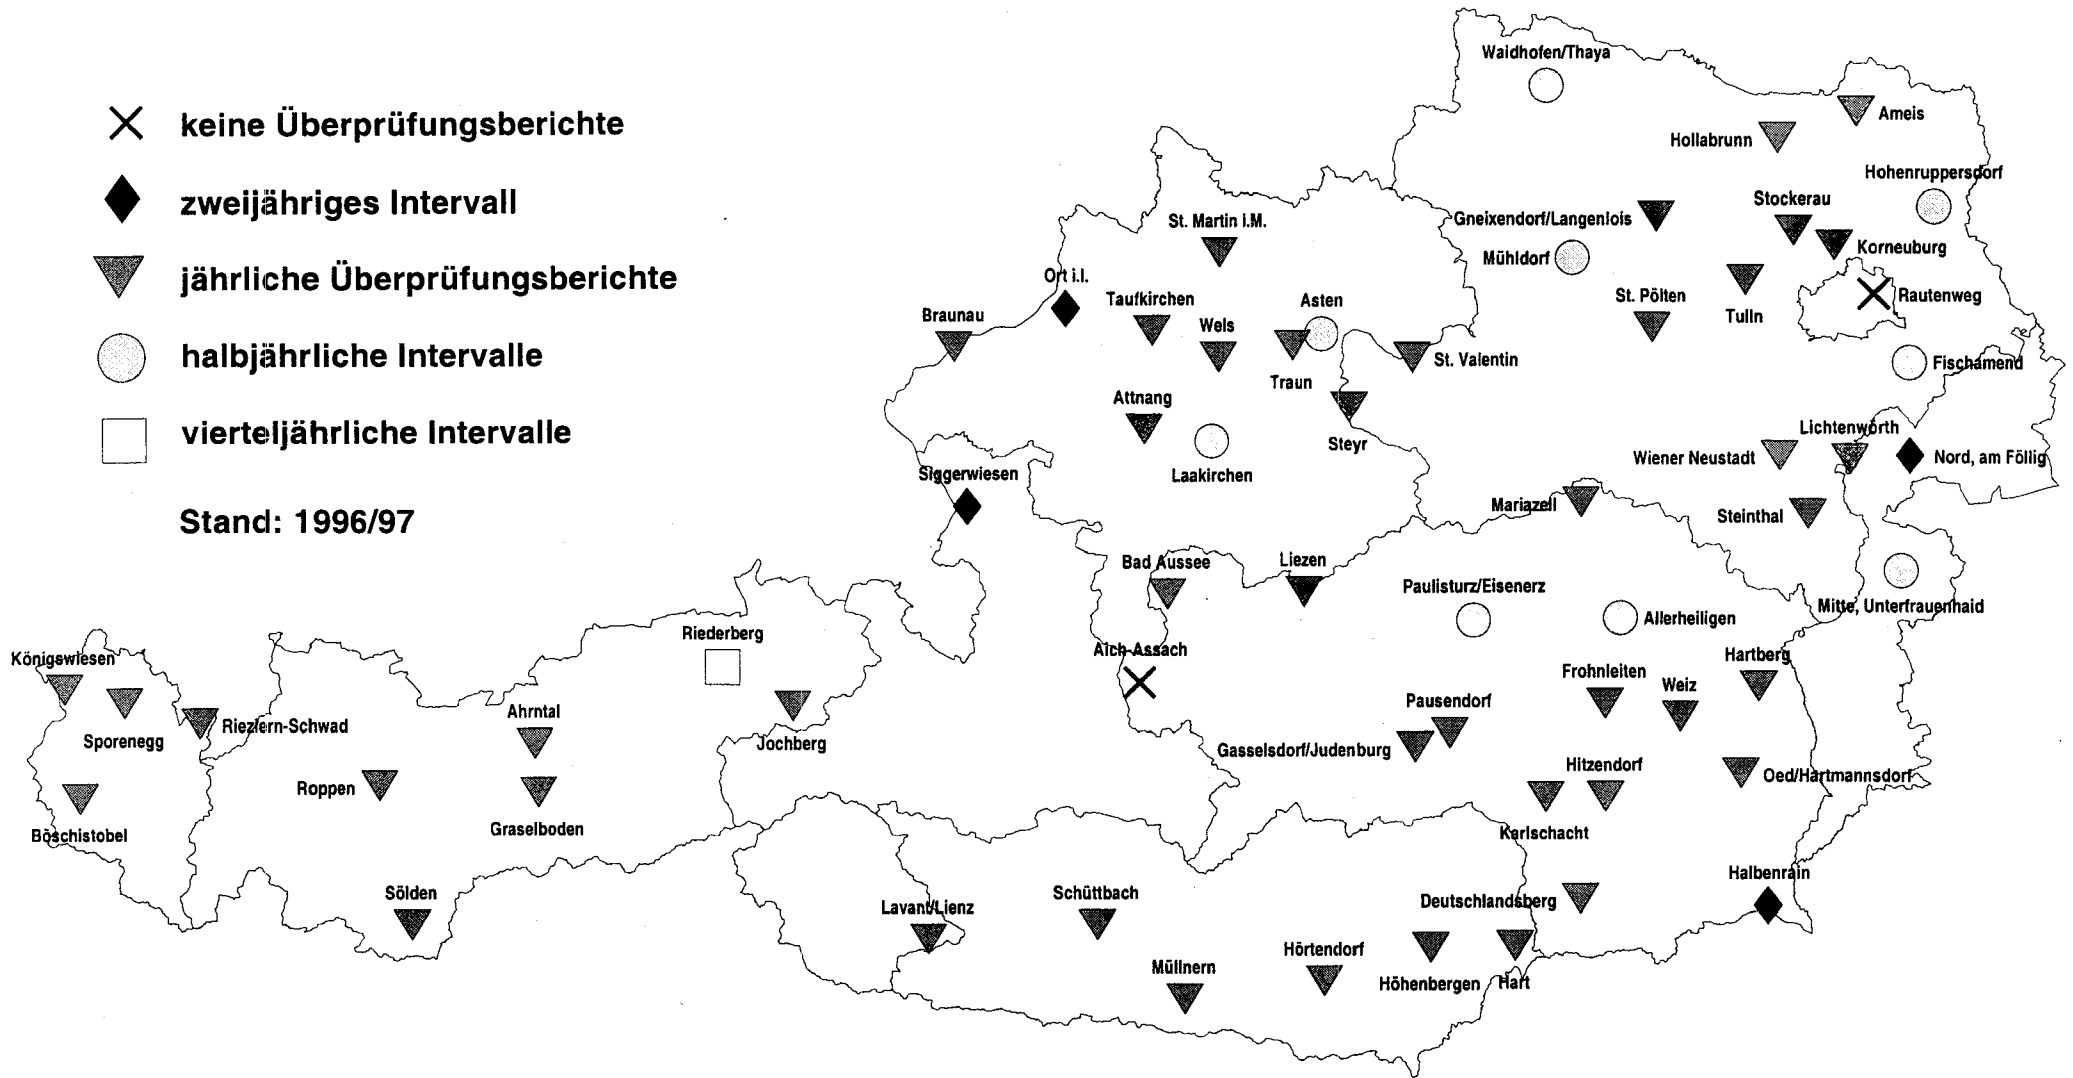 keine Überprüfungsberichte
zweijähriges Intervall
jährliche Überprüfungsberichte
halbjährliche Intervalle
vierteljährliche Intervalle
Stand: 1996/97
Waidhofen/Thaya
Ameis
Hollabrunn
Hohenruppersdorf
Stockerau
Gneixendorf/Langenlois
St. Martin i.M.
Korneuburg
Mühldorf
Ort i.I.
Rautenweg
St. Pölten
Taufkirchen
Asten
Braunau
Tulln
Wels
St. Valentin
Fischamend
Traun
Attnang
Lichtenwörth
Steyr
Wiener Neustadt
Nord, am Föllig
Siggerwiesen
Laakirchen
Mariazell
Steinthal
Bad Aussee
Liezen
Paulisturz/Eisenerz
Mitte, Unterfrauenhaid
Allerheiligen
Riederberg
Aich-Assach
Hartberg
Königswiesen
Frohnleiten
Weiz
Pausendorf
Ahrntal
Riezlern-Schwad
Sporenegg
Jochberg
Gasselsdorf/Judenburg
Hitzendorf
Oed/Hartmannsdorf
Roppen
Graselboden
Karlschacht
Böschistobel
Halbenrain
Sölden
Schüttbach
Deutschlandsberg
Lavant/Lienz
Hörtendorf
Müllnern
Höhenbergen
Hart